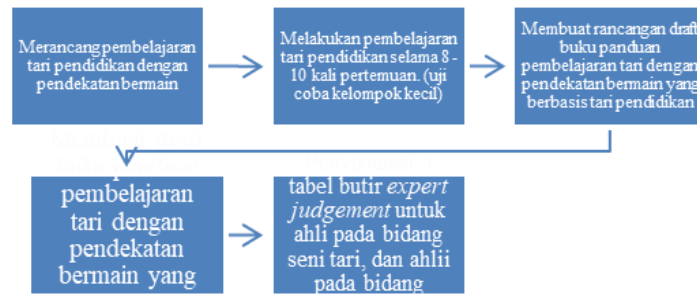 Merancang pembelajaran
tari pendidikan dengan
pendekatan bermain
Melakukan pembelajaran
tari pendidikan selama 8-
10 kali pertemuan. (uji
coba kelompok kecil)
Membuat rancangan draft
buku panduan
pembelajaran tari dengan
pendekatan bermain yang
berbasis tari pendidikan
pembelajaran
tari dengan
pendekatan
bermain yang
tabel butir expert
judgement untuk
ahli pada bidang
seni tari, dan ahlii
pada bidang